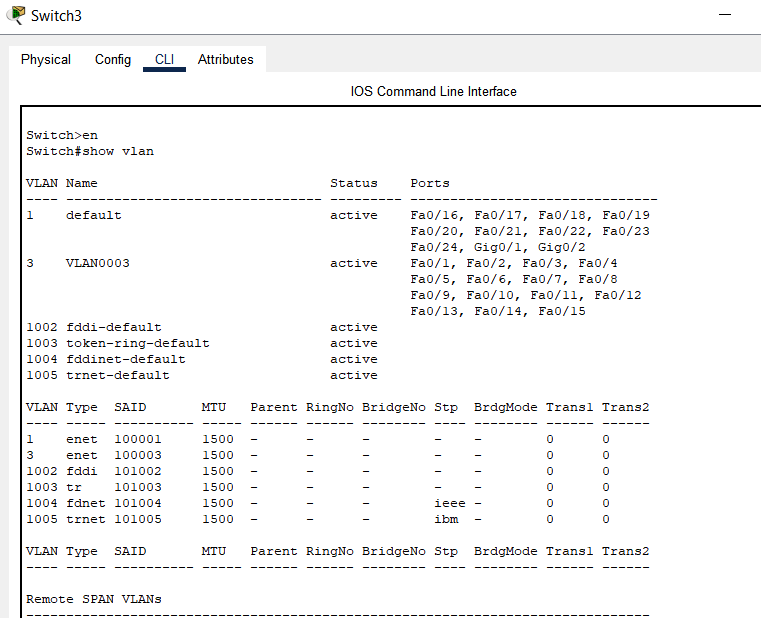 Switch3
Physical Config CLI Attributes
IOS Command Line Interface
Switch>en
Switch#show vlan
VLAN Name Status Ports
---- -------------------------------- --------- -------------------------------
1 default active Fa0/16, Fa0/17, Fa0/18, Fa0/19
Fa0/20, Fa0/21, Fa0/22, Fa0/23
Fa0/24, Gig0/1, Gig0/2
3 VLAN0003 active Fa0/1, Fa0/2, Fa0/3, Fa0/4
Fa0/5, Fa0/6, Fa0/7, Fa0/8
Fa0/9, Fa0/10, Fa0/11, Fa0/12
Fa0/13, Fa0/14, Fa0/15
1002 fddi-default active
1003 token-ring-default active
1004 fddinet-default active
1005 trnet-default active
VLAN Type SAID MTU Parent RingNo BridgeNo Stp BrdgMode Trans1 Trans2
---- ----- ---------- ----- ------ ------ -------- ---- -------- ------ ------
1 enet 100001 1500 - - - - - 0 0
3 enet 100003 1500 - - - - - 0 0
1002 fddi 101002 1500 - - - - - 0 0
1003 tr 101003 1500 - - - - - 0 0
1004 fdnet 101004 1500 - - - ieee - 0 0
1005 trnet 101005 1500 - - - ibm - 0 0
VLAN Type SAID MTU Parent RingNo BridgeNo Stp BrdgMode Trans1 Trans2
---- ----- ---------- ----- ------ ------ -------- ---- -------- ------ ------
Remote SPAN VLANs
------------------------------------------------------------------------------